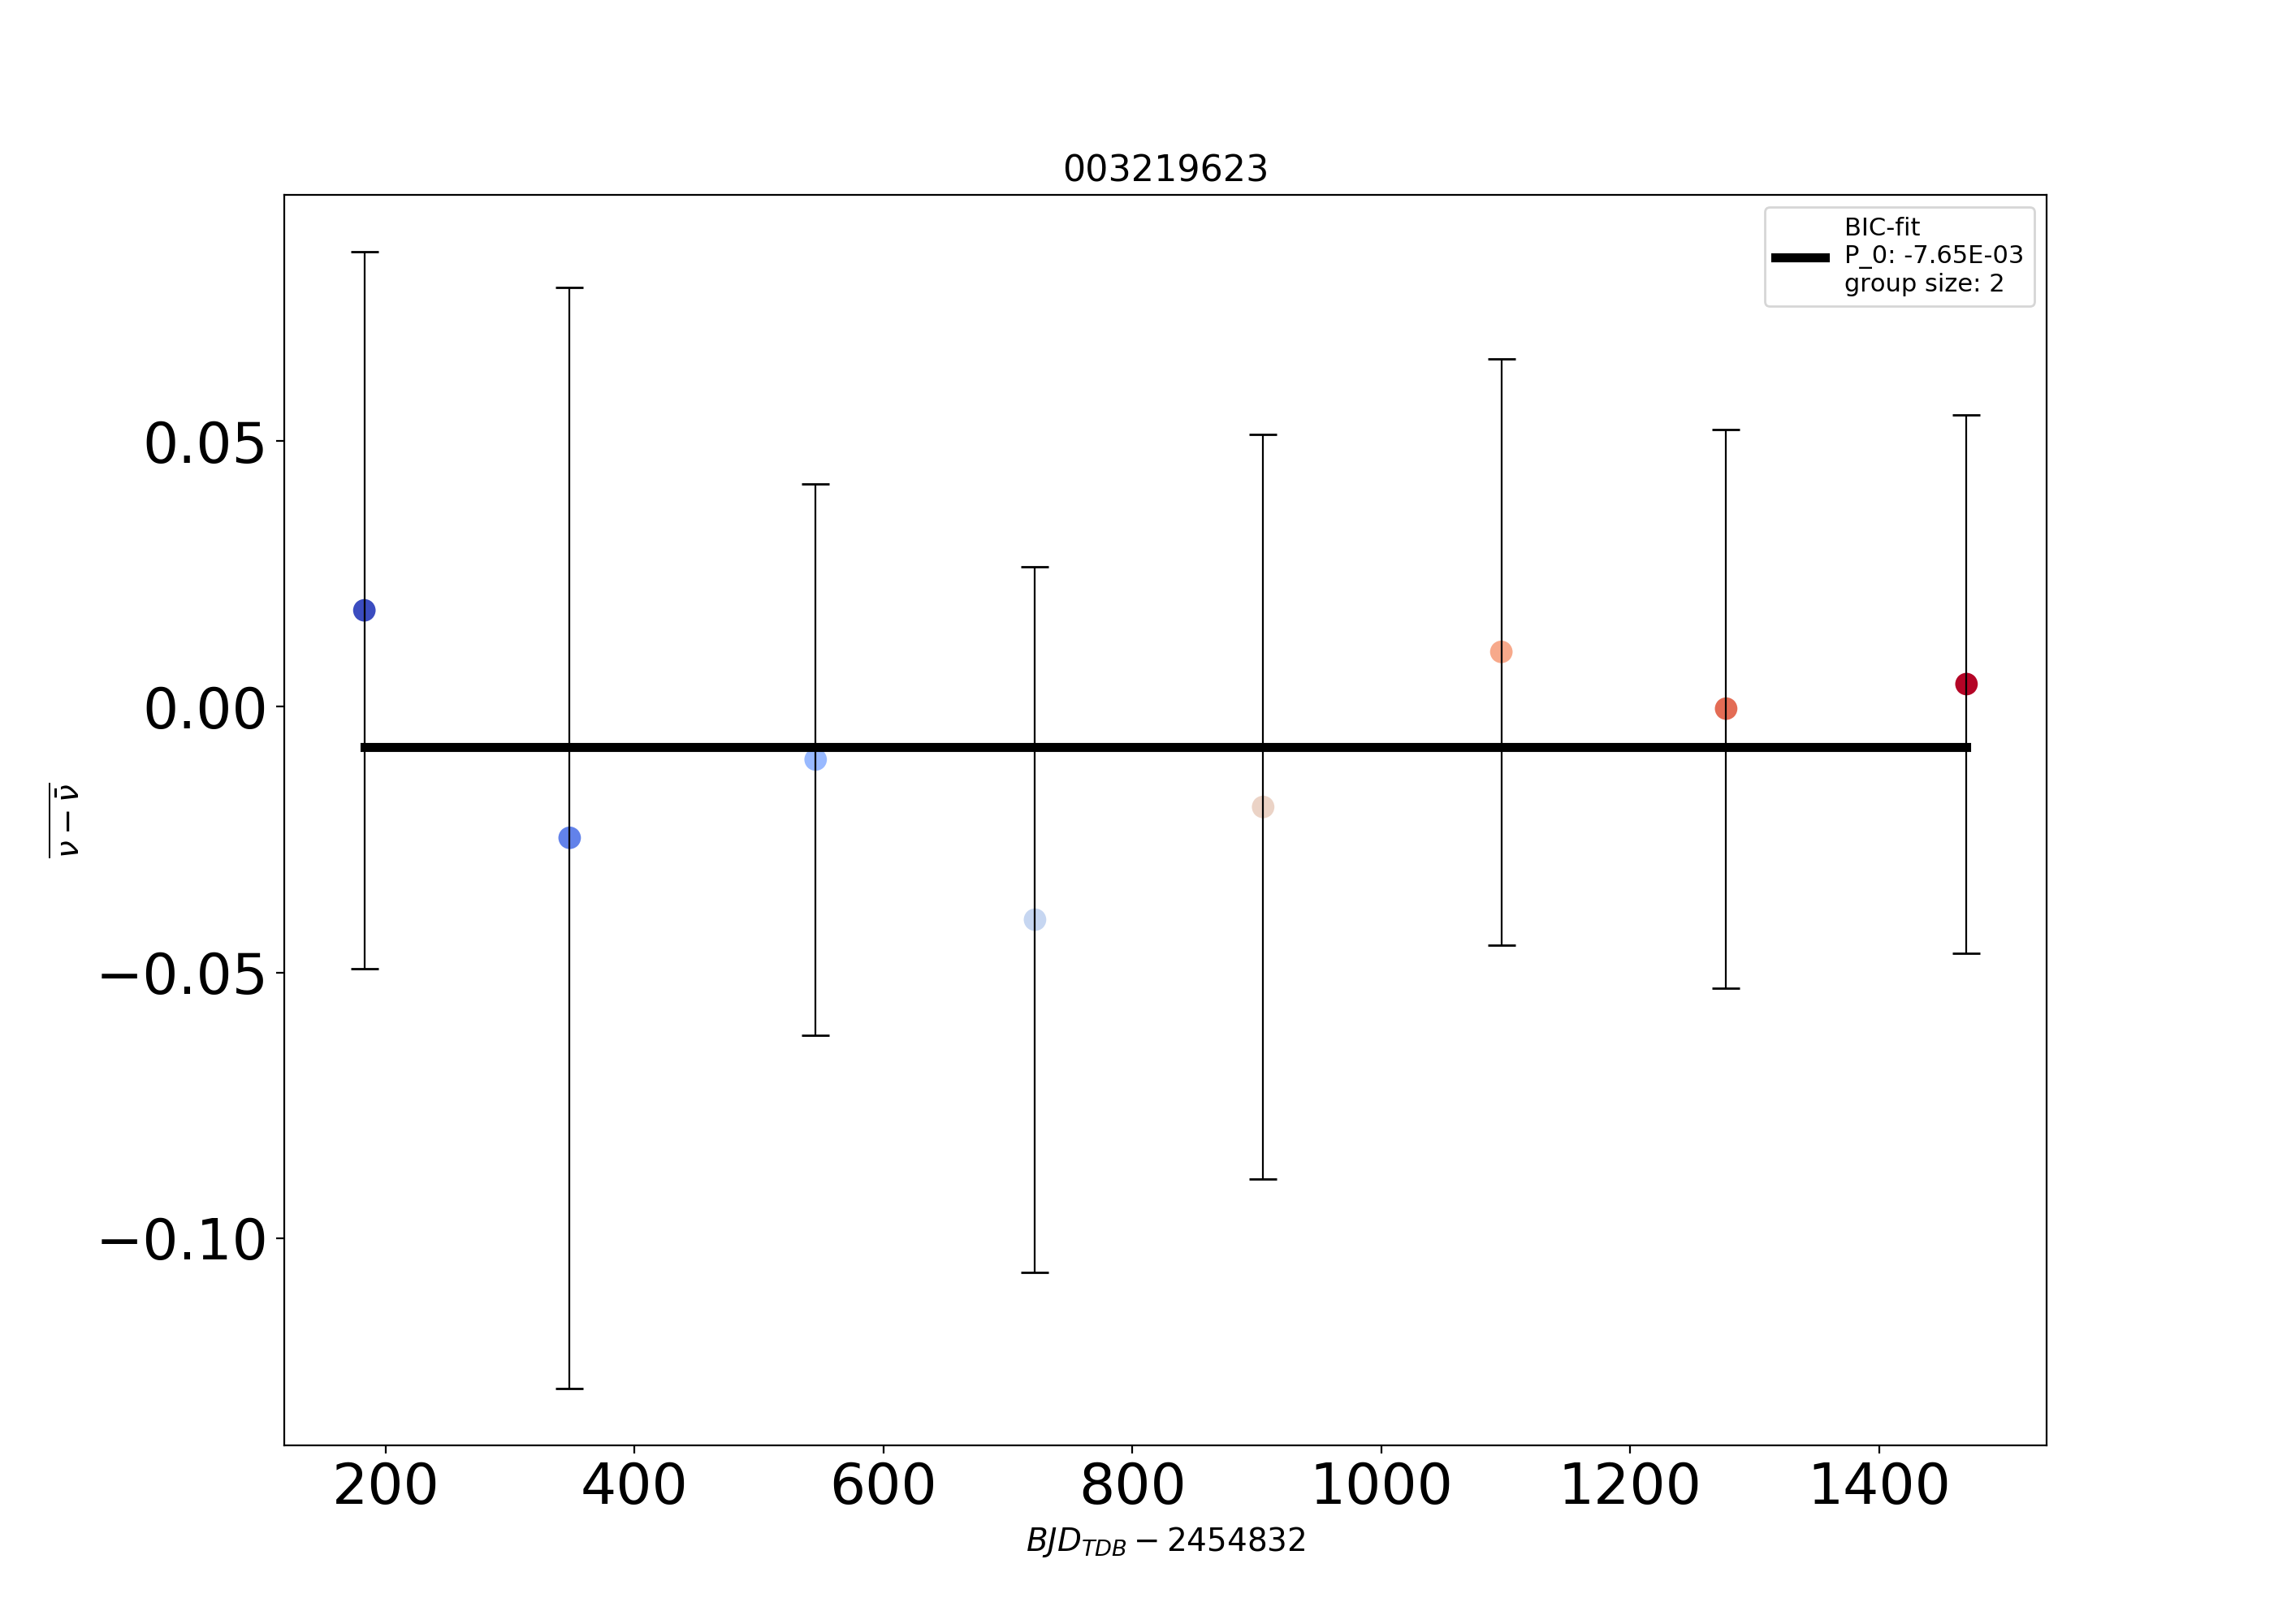 003219623
BIC-fit
P_0: -7.65E-03
group size: 2
0.05
0.00
−0.05
−0.10
ν − ν̄
200 400 600 800 1000 1200 1400
BJD_TDB − 2454832